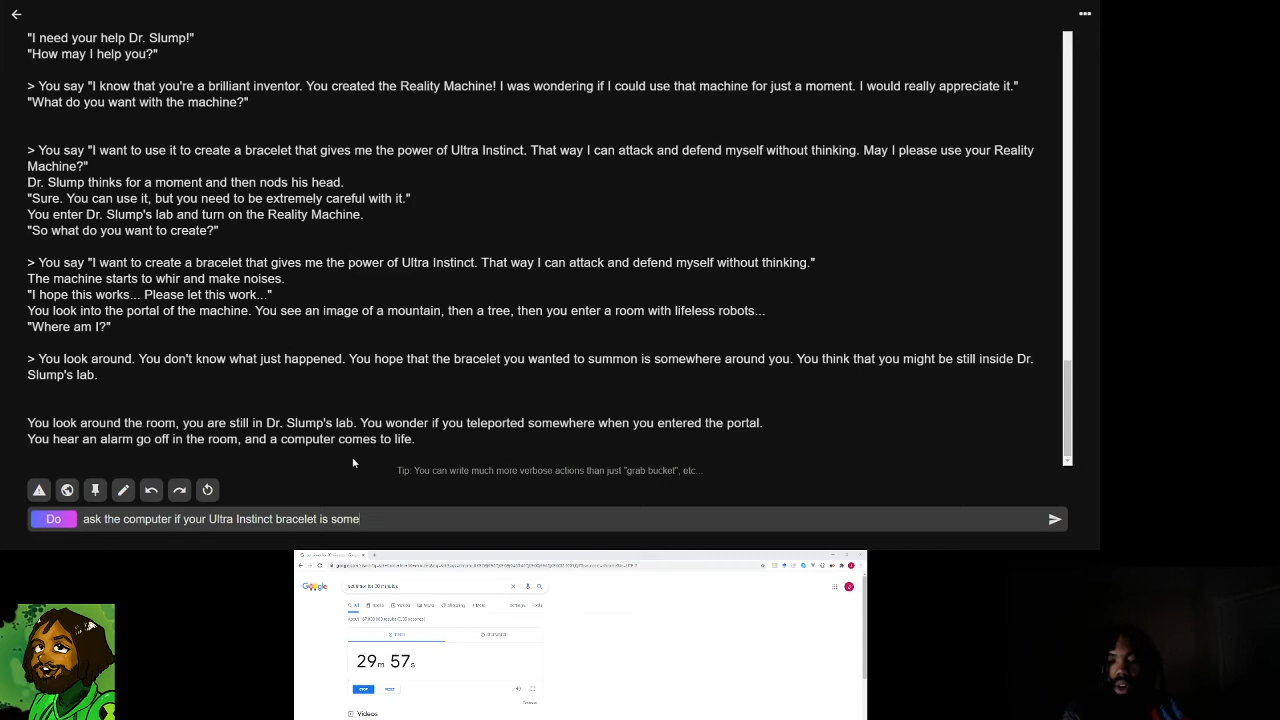 "I need your help Dr. Slump!"
"How may I help you?"
> You say "I know that you're a brilliant inventor. You created the Reality Machine! I was wondering if I could use that machine for just a moment. I would really appreciate it."
"What do you want with the machine?"
> You say "I want to use it to create a bracelet that gives me the power of Ultra Instinct. That way I can attack and defend myself without thinking. May I please use your Reality
Machine?"
Dr. Slump thinks for a moment and then nods his head.
"Sure. You can use it, but you need to be extremely careful with it."
You enter Dr. Slump's lab and turn on the Reality Machine.
"So what do you want to create?"
> You say "I want to create a bracelet that gives me the power of Ultra Instinct. That way I can attack and defend myself without thinking."
The machine starts to whir and make noises.
"I hope this works... Please let this work..."
You look into the portal of the machine. You see an image of a mountain, then a tree, then you enter a room with lifeless robots...
"Where am I?"
> You look around. You don't know what just happened. You hope that the bracelet you wanted to summon is somewhere around you. You think that you might be still inside Dr.
Slump's lab.
You look around the room, you are still in Dr. Slump's lab. You wonder if you teleported somewhere when you entered the portal.
You hear an alarm go off in the room, and a computer comes to life.
Tip: You can write much more verbose actions than just "grab bucket", etc...
Do ask the computer if your Ultra Instinct bracelet is some
Google set timer for 30 minutes
All Videos More Settings Tools
29m 57s
STOP RESET
Videos